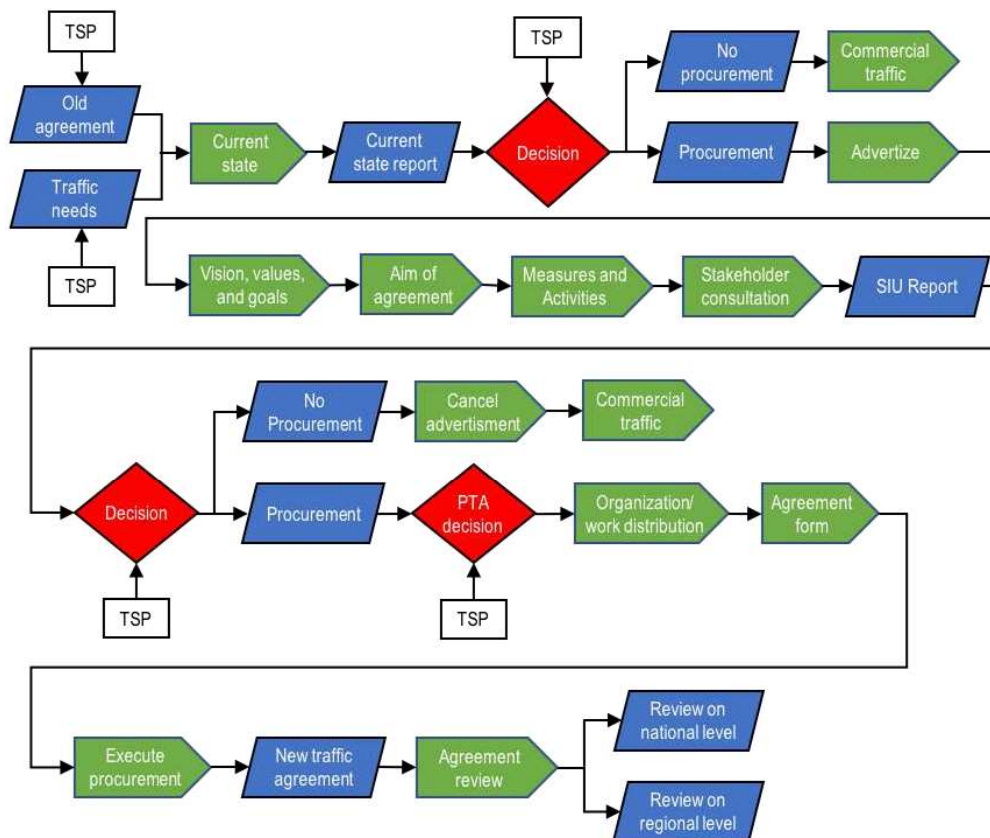 TSP
TSP
Old
agreement
Traffic
needs
TSP
Current
state
Current
state report
Decision
No
procurement
Commercial
traffic
Procurement
Advertize
Vision, values,
and goals
Aim of
agreement
Measures and
Activities
Stakeholder
consultation
SIU Report
No
Procurement
Cancel
advertisment
Commercial
traffic
Decision
Procurement
PTA
decision
Organization/
work distribution
Agreement
form
TSP
TSP
Execute
procurement
New traffic
agreement
Agreement
review
Review on
national level
Review on
regional level